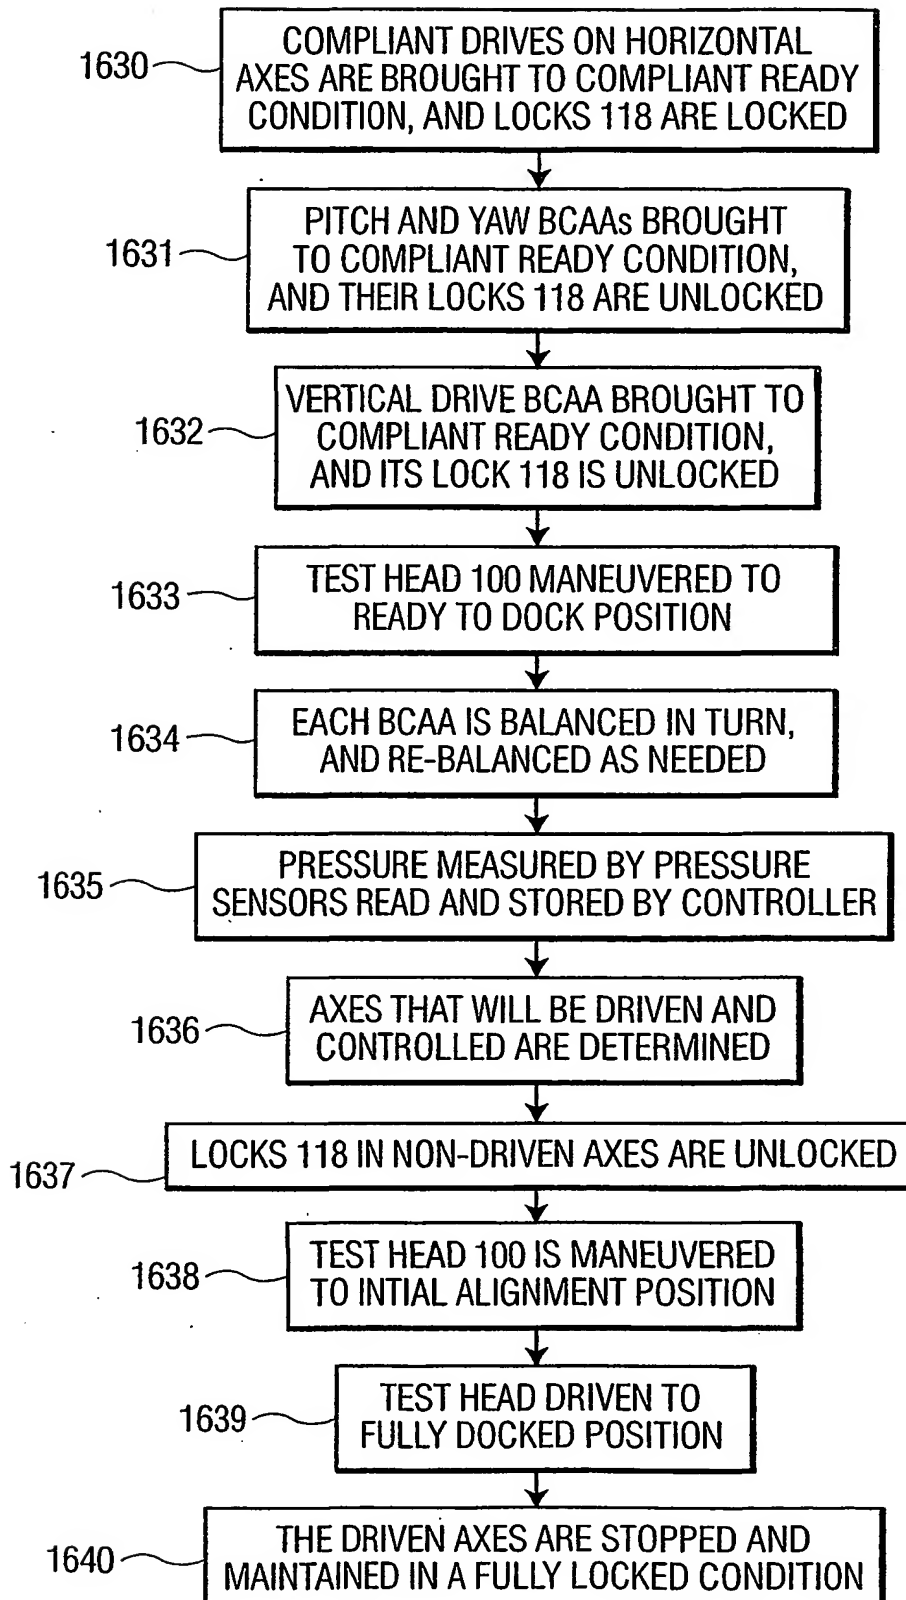 1630
COMPLIANT DRIVES ON HORIZONTAL
AXES ARE BROUGHT TO COMPLIANT READY
CONDITION, AND LOCKS 118 ARE LOCKED
1631
PITCH AND YAW BCAAs BROUGHT
TO COMPLIANT READY CONDITION,
AND THEIR LOCKS 118 ARE UNLOCKED
1632
VERTICAL DRIVE BCAA BROUGHT TO
COMPLIANT READY CONDITION,
AND ITS LOCK 118 IS UNLOCKED
1633
TEST HEAD 100 MANEUVERED TO
READY TO DOCK POSITION
1634
EACH BCAA IS BALANCED IN TURN,
AND RE-BALANCED AS NEEDED
1635
PRESSURE MEASURED BY PRESSURE
SENSORS READ AND STORED BY CONTROLLER
1636
AXES THAT WILL BE DRIVEN AND
CONTROLLED ARE DETERMINED
1637
LOCKS 118 IN NON-DRIVEN AXES ARE UNLOCKED
1638
TEST HEAD 100 IS MANEUVERED
TO INTIAL ALIGNMENT POSITION
1639
TEST HEAD DRIVEN TO
FULLY DOCKED POSITION
1640
THE DRIVEN AXES ARE STOPPED AND
MAINTAINED IN A FULLY LOCKED CONDITION